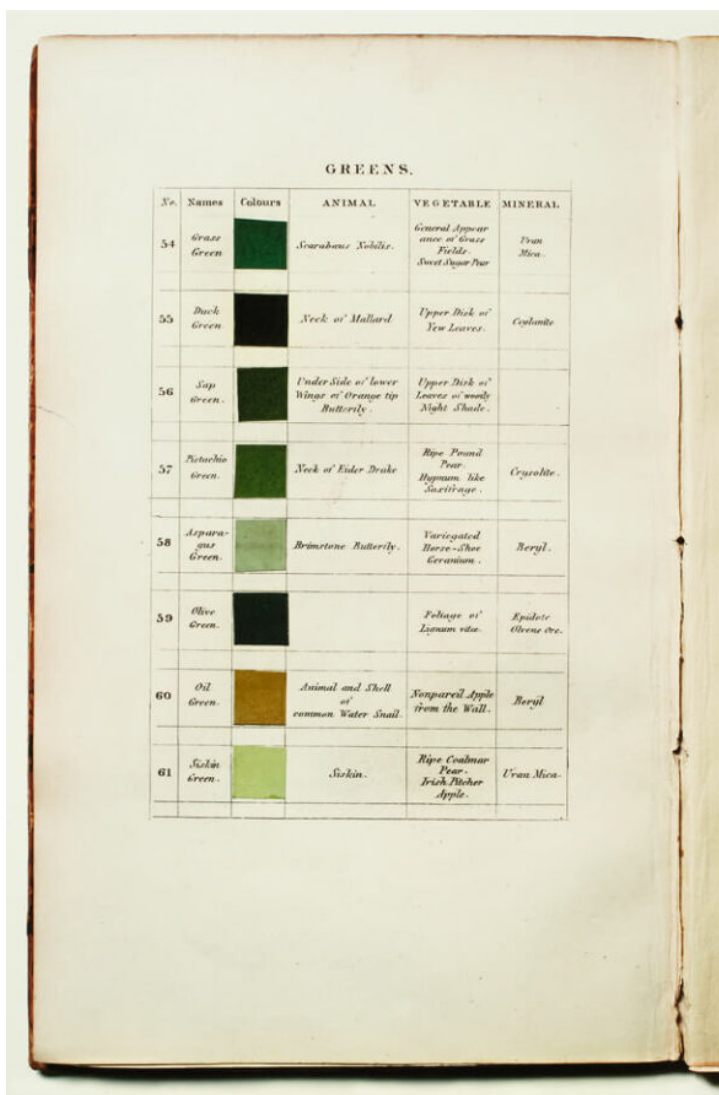 GREENS.
No. Names Colours ANIMAL VEGETABLE MINERAL
54
Grass
Green
Scarabæus Nobilis.
General Appear
ance of Grass
Fields.
Sweet Sugar Pear
Uran
Mica.
55
Duck
Green
Neck of Mallard
Upper Disk of
Yew Leaves.
Ceylanite
56
Sap
Green.
Under Side of lower
Wings of Orange tip
Butterfly.
Upper Disk of
Leaves of woody
Night Shade.
57
Pistachio
Green.
Neck of Eider Drake
Ripe Pound
Pear.
Hypnum like
Saxifrage.
Crysolite.
58
Aspara-
gus
Green.
Brimstone Butterfly.
Variegated
Horse-Shoe
Geranium.
Beryl.
59
Olive
Green.
Foliage of
Lignum vitæ.
Epidote
Olvene Ore.
60
Oil
Green.
Animal and Shell
of
common Water Snail.
Nonpareil Apple
from the Wall.
Beryl
61
Siskin
Green.
Siskin.
Ripe Coalmar
Pear.
Irish Pitcher
Apple.
Uran Mica.